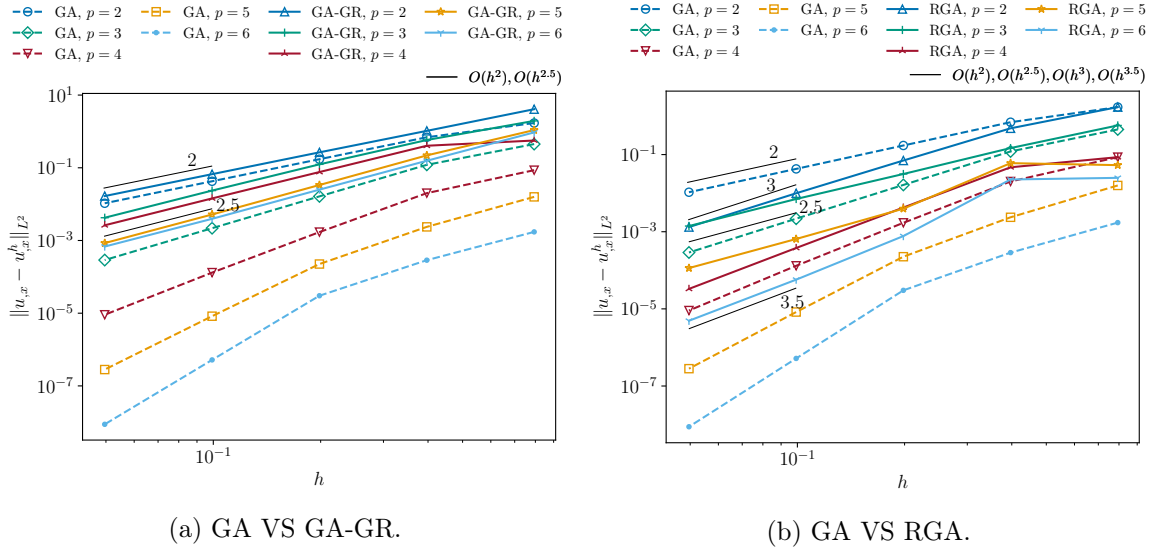 GA, p = 2 GA, p = 5 GA-GR, p = 2 GA-GR, p = 5
GA, p = 3 GA, p = 6 GA-GR, p = 3 GA-GR, p = 6
GA, p = 4 GA-GR, p = 4
O(h^2), O(h^{2.5})
10^1
10^{-1}
10^{-3}
10^{-5}
10^{-7}
||u_{,x} − u^h_{,x}||_{L^2}
2
2.5
10^{-1}
h
(a) GA VS GA-GR.
GA, p = 2 GA, p = 5 RGA, p = 2 RGA, p = 5
GA, p = 3 GA, p = 6 RGA, p = 3 RGA, p = 6
GA, p = 4 RGA, p = 4
O(h^2), O(h^{2.5}), O(h^3), O(h^{3.5})
10^{-1}
10^{-3}
10^{-5}
10^{-7}
||u_{,x} − u^h_{,x}||_{L^2}
2
3
2.5
3.5
10^{-1}
h
(b) GA VS RGA.